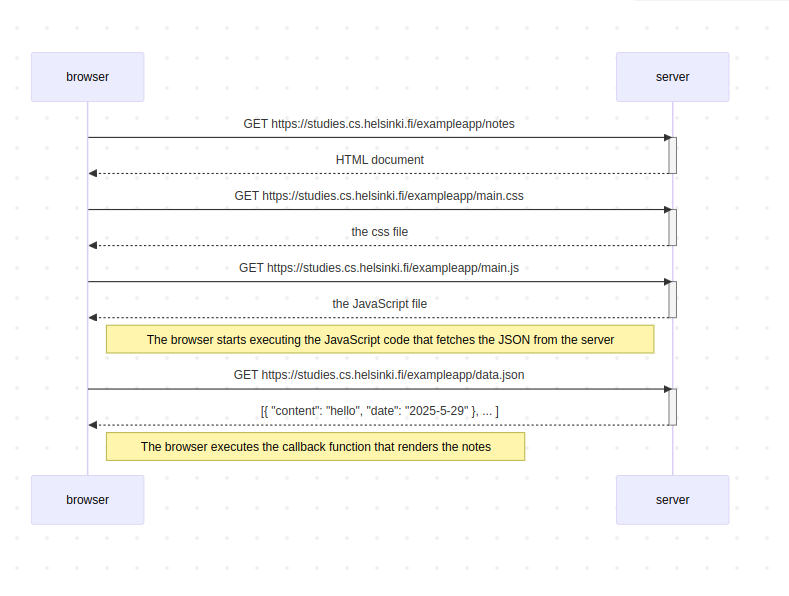 browser
server
GET https://studies.cs.helsinki.fi/exampleapp/notes
HTML document
GET https://studies.cs.helsinki.fi/exampleapp/main.css
the css file
GET https://studies.cs.helsinki.fi/exampleapp/main.js
the JavaScript file
The browser starts executing the JavaScript code that fetches the JSON from the server
GET https://studies.cs.helsinki.fi/exampleapp/data.json
[{ "content": "hello", "date": "2025-5-29" }, ... ]
The browser executes the callback function that renders the notes
browser
server